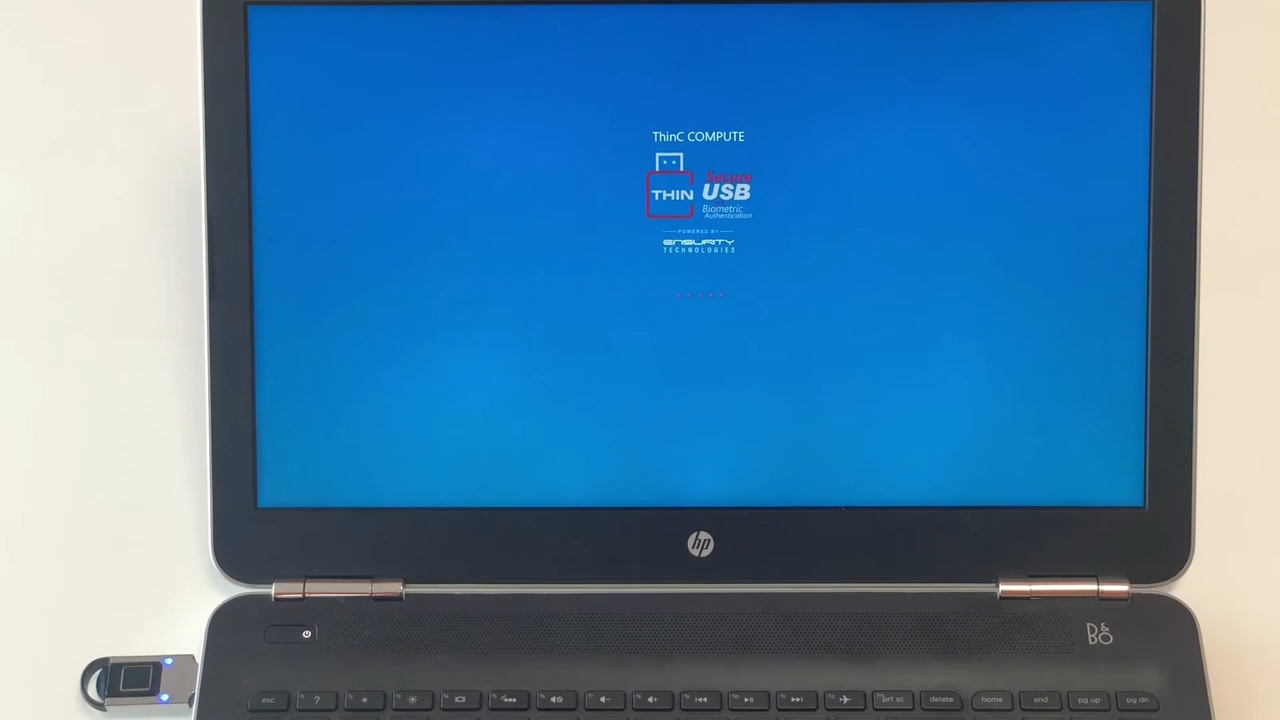 ThinC COMPUTE
Secure
THIN USB
Biometric
Authentication
POWERED BY
ENSURITY
TECHNOLOGIES
hp
B&O
esc
?
prt sc
delete
home
end
pg up
pg dn